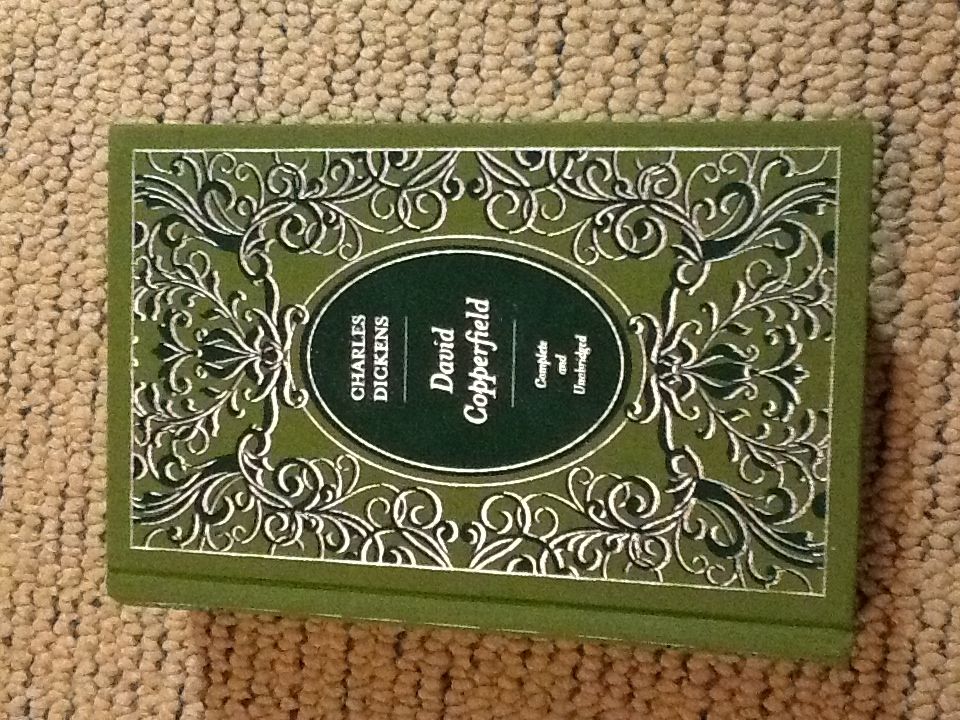 CHARLES
DICKENS
David
Copperfield
Complete
and
Unabridged